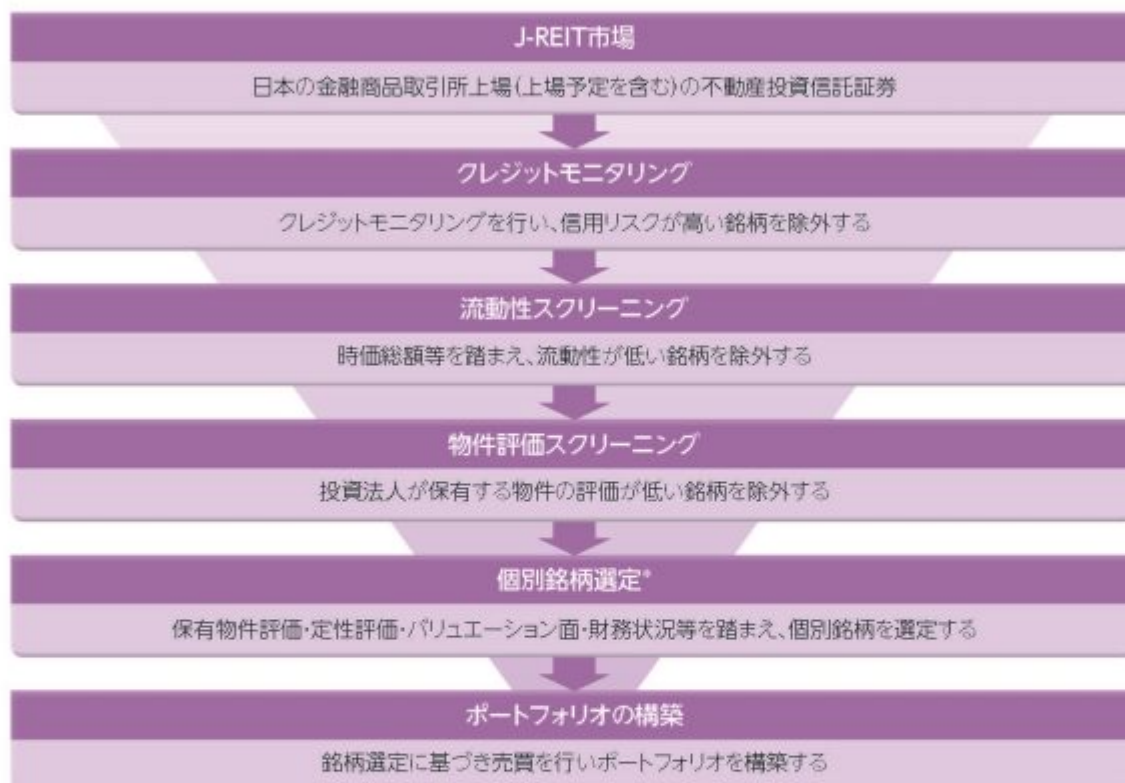 J-REIT市場
日本の金融商品取引所上場(上場予定を含む)の不動産投資信託証券
クレジットモニタリング
クレジットモニタリングを行い、信用リスクが高い銘柄を除外する
流動性スクリーニング
時価総額等を踏まえ、流動性が低い銘柄を除外する
物件評価スクリーニング
投資法人が保有する物件の評価が低い銘柄を除外する
個別銘柄選定*
保有物件評価・定性評価・バリュエーション面・財務状況等を踏まえ、個別銘柄を選定する
ポートフォリオの構築
銘柄選定に基づき売買を行いポートフォリオを構築する